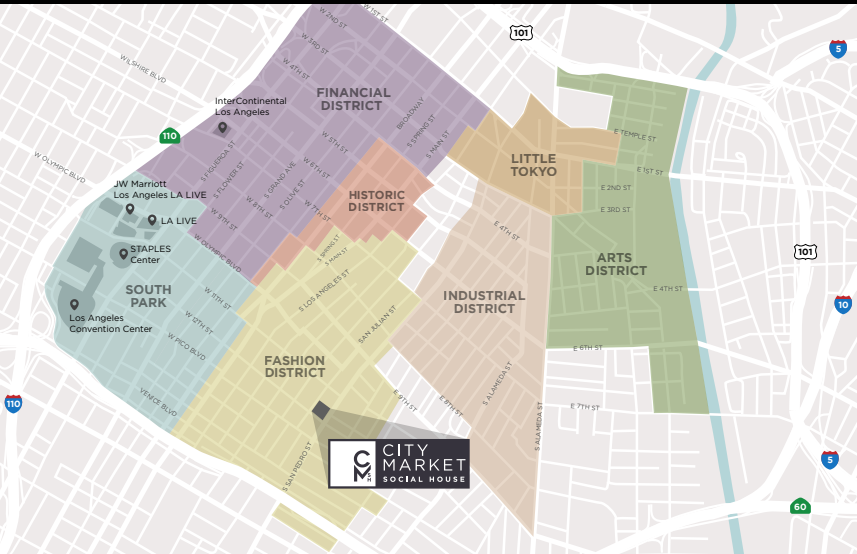 W 1ST ST
W 2ND ST
W 3RD ST
W 4TH ST
101
5
WILSHIRE BLVD
FINANCIAL
DISTRICT
InterContinental
Los Angeles
BROADWAY
S SPRING ST
S MAIN ST
110
W 5TH ST
W 6TH ST
S FIGUEROA ST
S FLOWER ST
S GRAND AVE
S OLIVE ST
W 7TH ST
W 8TH ST
W 9TH ST
W OLYMPIC BLVD
LITTLE
TOKYO
E TEMPLE ST
E 1ST ST
E 2ND ST
E 3RD ST
HISTORIC
DISTRICT
JW Marriott
Los Angeles LA LIVE
LA LIVE
STAPLES
Center
W OLYMPIC BLVD
S SPRING ST
S MAIN ST
E 4TH ST
101
ARTS
DISTRICT
E 4TH ST
SOUTH
PARK
W 11TH ST
W 12TH ST
W PICO BLVD
VENICE BLVD
Los Angeles
Convention Center
S LOS ANGELES ST
SAN JULIAN ST
INDUSTRIAL
DISTRICT
10
E 6TH ST
FASHION
DISTRICT
E 9TH ST
E 8TH ST
S ALAMEDA ST
S ALAMEDA ST
E 7TH ST
110
S SAN PEDRO ST
CM
SH
CITY
MARKET
SOCIAL HOUSE
5
60